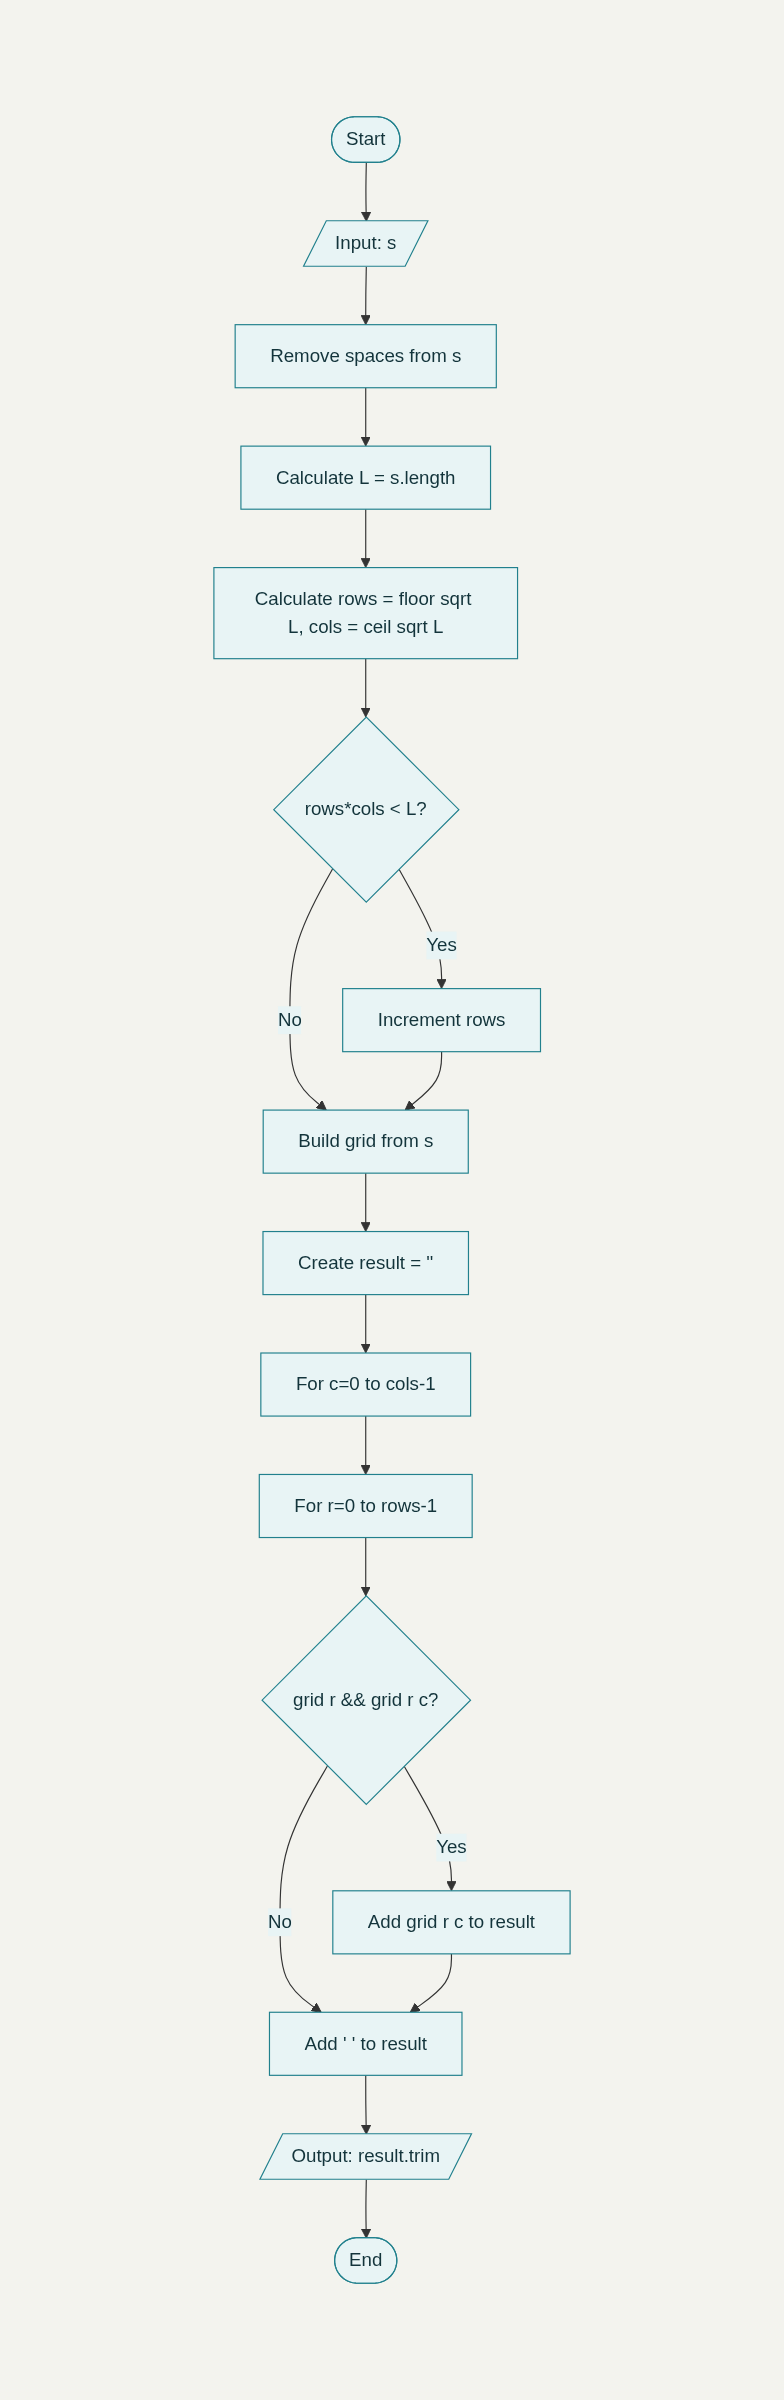 Start
Input: s
Remove spaces from s
Calculate L = s.length
Calculate rows = floor sqrt
L, cols = ceil sqrt L
rows*cols < L?
Yes
No
Increment rows
Build grid from s
Create result = ''
For c=0 to cols-1
For r=0 to rows-1
grid r && grid r c?
Yes
No
Add grid r c to result
Add ' ' to result
Output: result.trim
End